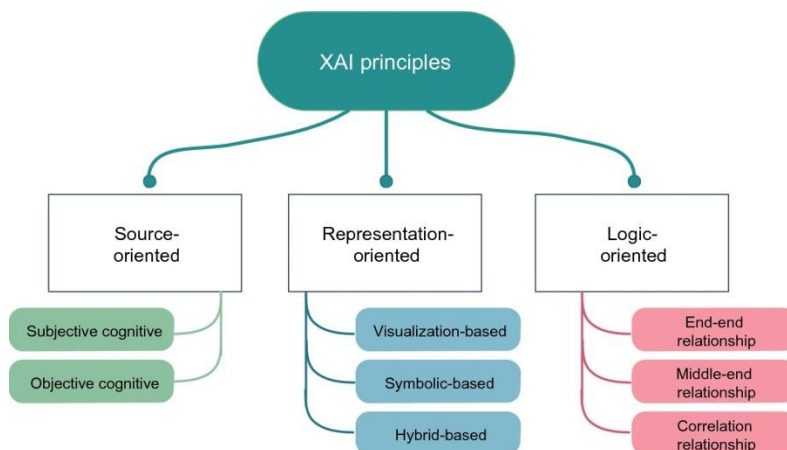 XAI principles
Source-
oriented
Representation-
oriented
Logic-
oriented
Subjective cognitive
Objective cognitive
Visualization-based
Symbolic-based
Hybrid-based
End-end
relationship
Middle-end
relationship
Correlation
relationship